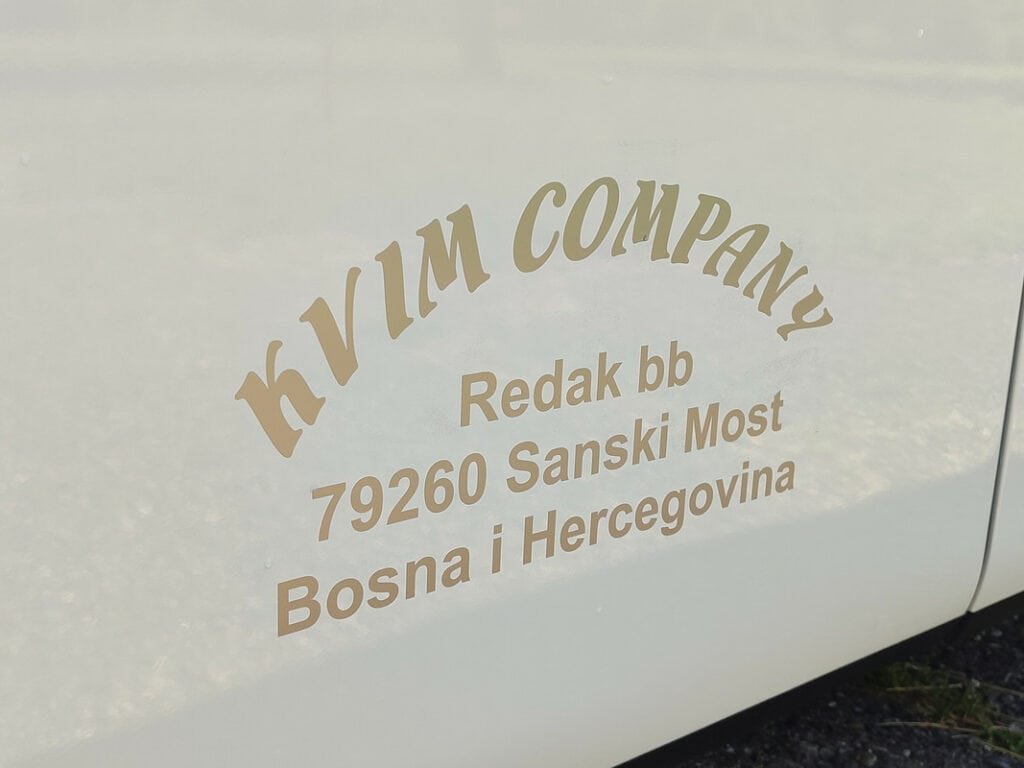 KVIM COMPANY
Redak bb
79260 Sanski Most
Bosna i Hercegovina